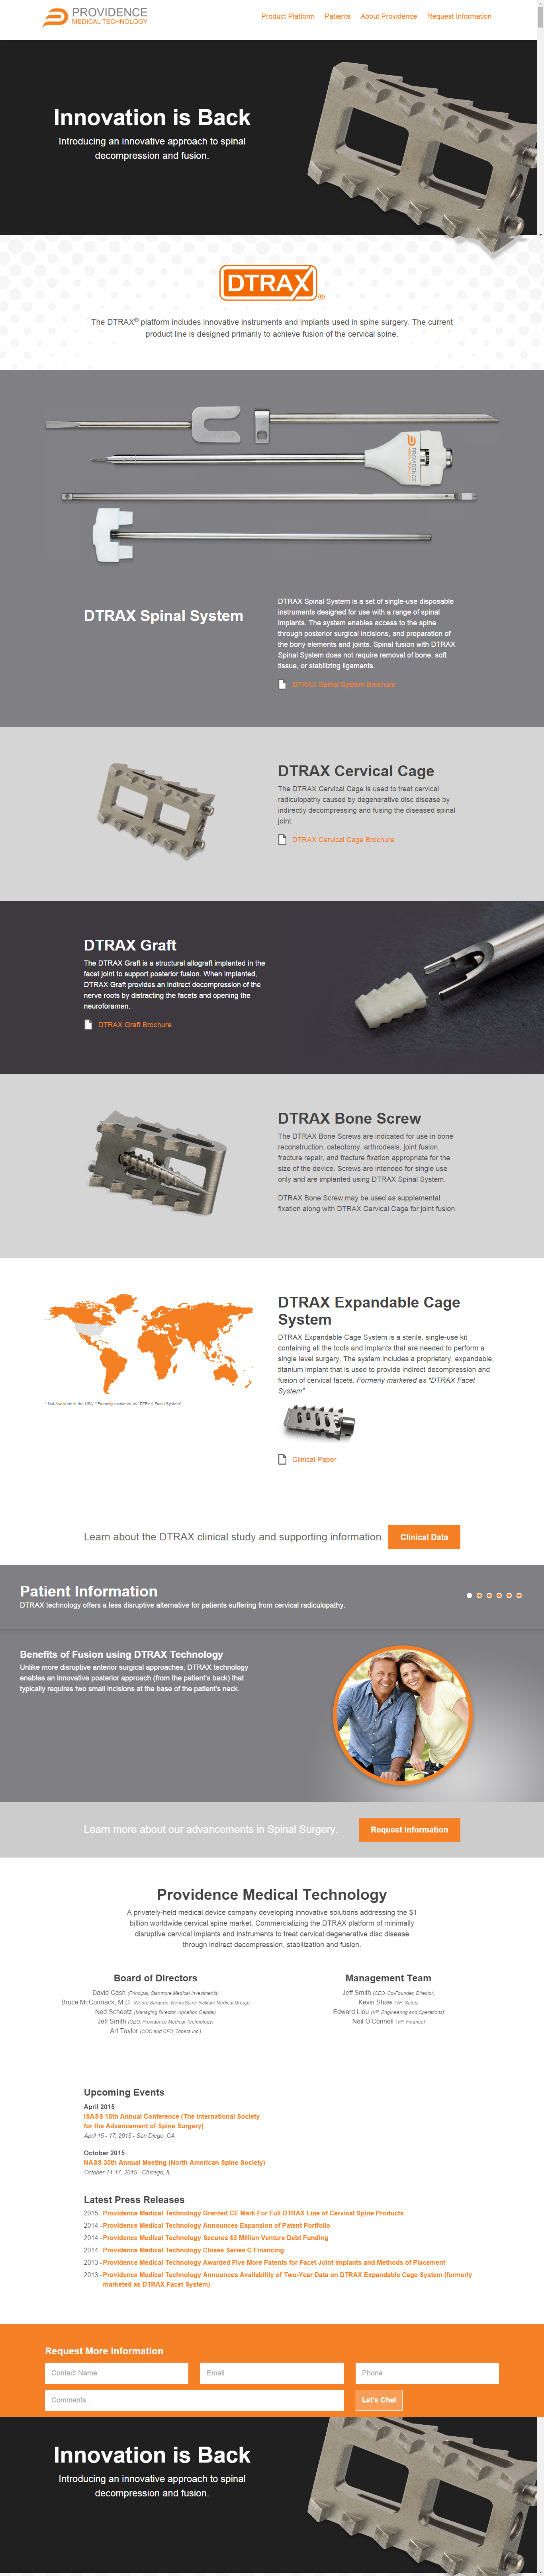 PROVIDENCE
MEDICAL TECHNOLOGY
Product Platform Patients About Providence Request Information
Innovation is Back
Introducing an innovative approach to spinal
decompression and fusion.
DTRAX®
The DTRAX® platform includes innovative instruments and implants used in spine surgery. The current
product line is designed primarily to achieve fusion of the cervical spine.
PROVIDENCE
DTRAX Spinal System
DTRAX Spinal System is a set of single-use disposable
instruments designed for use with a range of spinal
implants. The system enables access to the spine
through posterior surgical incisions, and preparation of
the bony elements and joints. Spinal fusion with DTRAX
Spinal System does not require removal of bone, soft
tissue, or stabilizing ligaments.
DTRAX Spinal System Brochure
DTRAX Cervical Cage
The DTRAX Cervical Cage is used to treat cervical
radiculopathy caused by degenerative disc disease by
indirectly decompressing and fusing the diseased spinal
joint.
DTRAX Cervical Cage Brochure
DTRAX Graft
The DTRAX Graft is a structural allograft implanted in the
facet joint to support posterior fusion. When implanted,
DTRAX Graft provides an indirect decompression of the
nerve roots by distracting the facets and opening the
neuroforamen.
DTRAX Graft Brochure
DTRAX Bone Screw
The DTRAX Bone Screws are indicated for use in bone
reconstruction, osteotomy, arthrodesis, joint fusion,
fracture repair, and fracture fixation appropriate for the
size of the device. Screws are intended for single use
only and are implanted using DTRAX Spinal System.
DTRAX Bone Screw may be used as supplemental
fixation along with DTRAX Cervical Cage for joint fusion.
* Not Available in the USA **Formerly marketed as "DTRAX Facet System"
DTRAX Expandable Cage
System
DTRAX Expandable Cage System is a sterile, single-use kit
containing all the tools and implants that are needed to perform a
single level surgery. The system includes a proprietary, expandable,
titanium implant that is used to provide indirect decompression and
fusion of cervical facets. Formerly marketed as "DTRAX Facet
System"
Clinical Paper
Learn about the DTRAX clinical study and supporting information. Clinical Data
Patient Information
DTRAX technology offers a less disruptive alternative for patients suffering from cervical radiculopathy.
Benefits of Fusion using DTRAX Technology
Unlike more disruptive anterior surgical approaches, DTRAX technology
enables an innovative posterior approach (from the patient's back) that
typically requires two small incisions at the base of the patient's neck.
Learn more about our advancements in Spinal Surgery. Request Information
Providence Medical Technology
A privately-held medical device company developing innovative solutions addressing the $1
billion worldwide cervical spine market. Commercializing the DTRAX platform of minimally
disruptive cervical implants and instruments to treat cervical degenerative disc disease
through indirect decompression, stabilization and fusion.
Board of Directors
David Cash (Principal, Stanmore Medical Investments)
Bruce McCormack, M.D. (Neuro Surgeon, NeuroSpine Institute Medical Group)
Ned Scheetz (Managing Director, Aphelion Capital)
Jeff Smith (CEO, Providence Medical Technology)
Art Taylor (COO and CFO, Topera Inc.)
Management Team
Jeff Smith (CEO, Co-Founder, Director)
Kevin Shaw (VP, Sales)
Edward Liou (VP, Engineering and Operations)
Neil O'Connell (VP, Finance)
Upcoming Events
April 2015
ISASS 15th Annual Conference (The International Society
for the Advancement of Spine Surgery)
April 15 - 17, 2015 - San Diego, CA
October 2015
NASS 30th Annual Meeting (North American Spine Society)
October 14-17, 2015 - Chicago, IL
Latest Press Releases
2015 - Providence Medical Technology Granted CE Mark For Full DTRAX Line of Cervical Spine Products
2014 - Providence Medical Technology Announces Expansion of Patent Portfolio
2014 - Providence Medical Technology Secures $3 Million Venture Debt Funding
2014 - Providence Medical Technology Closes Series C Financing
2013 - Providence Medical Technology Awarded Five More Patents for Facet Joint Implants and Methods of Placement
2013 - Providence Medical Technology Announces Availability of Two-Year Data on DTRAX Expandable Cage System (formerly
marketed as DTRAX Facet System)
Request More Information
Contact Name Email Phone
Comments... Let's Chat
Innovation is Back
Introducing an innovative approach to spinal
decompression and fusion.